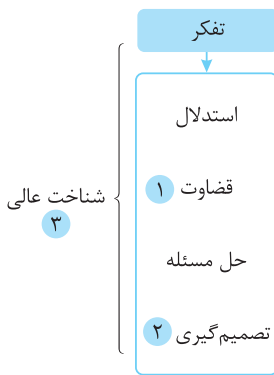 تفکر
استدلال
قضاوت ۱
حل مسئله
تصمیم‌گیری ۲
شناخت عالی
۳